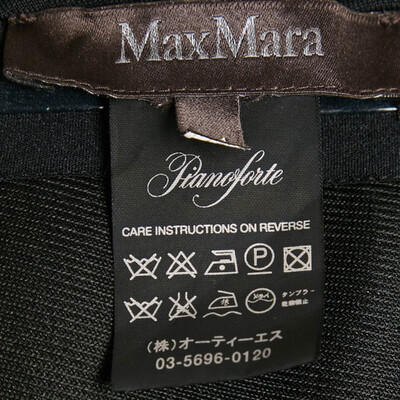 MaxMara
Pianoforte
CARE INSTRUCTIONS ON REVERSE
P
タンブラー
乾燥禁止
(株)オーティーエス
03-5696-0120